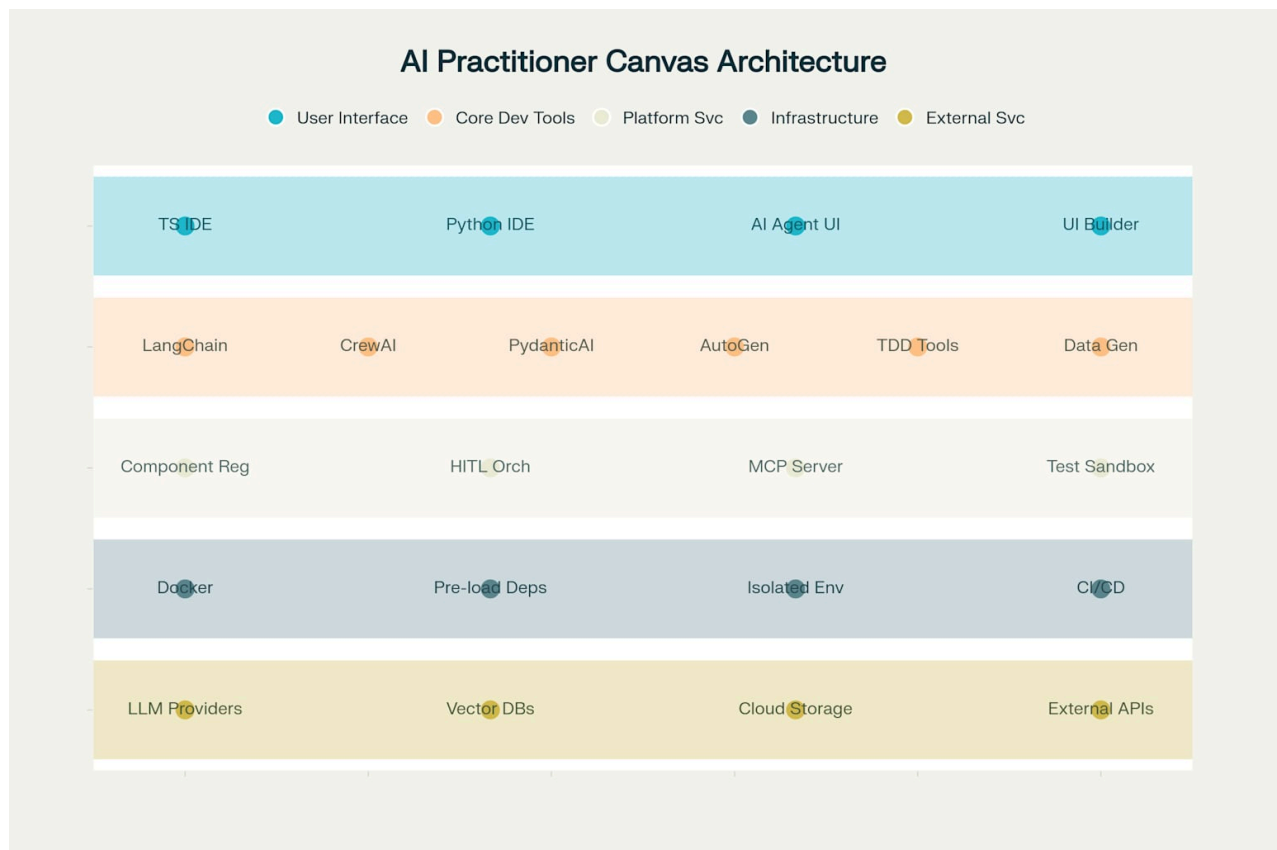 AI Practitioner Canvas Architecture
User Interface Core Dev Tools Platform Svc Infrastructure External Svc
TS IDE Python IDE AI Agent UI UI Builder
LangChain CrewAI PydanticAI AutoGen TDD Tools Data Gen
Component Reg HITL Orch MCP Server Test Sandbox
Docker Pre-load Deps Isolated Env CI/CD
LLM Providers Vector DBs Cloud Storage External APIs